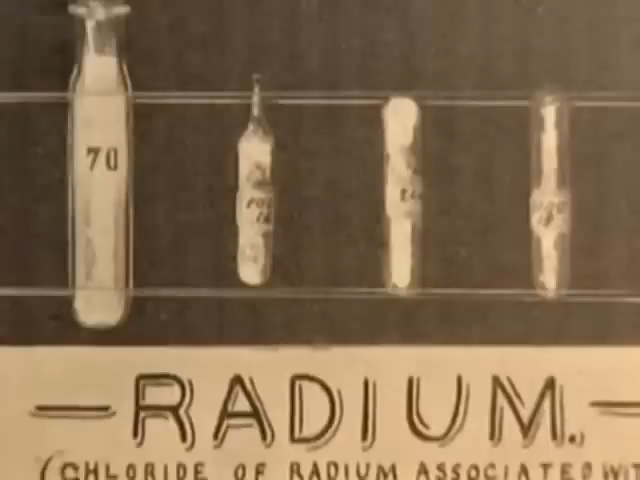 70
— RADIUM. —
(CHLORIDE OF RADIUM ASSOCIATED WIT